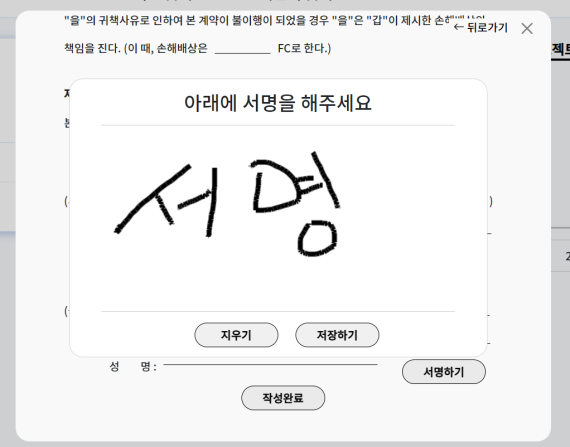 "을"의 귀책사유로 인하여 본 계약이 불이행이 되었을 경우 "을"은 "갑"이 제시한
← 뒤로가기
책임을 진다. (이 때, 손해배상은 ________ FC로 한다.)
아래에 서명을 해주세요
서명
지우기 저장하기
성 명 :
서명하기
작성완료